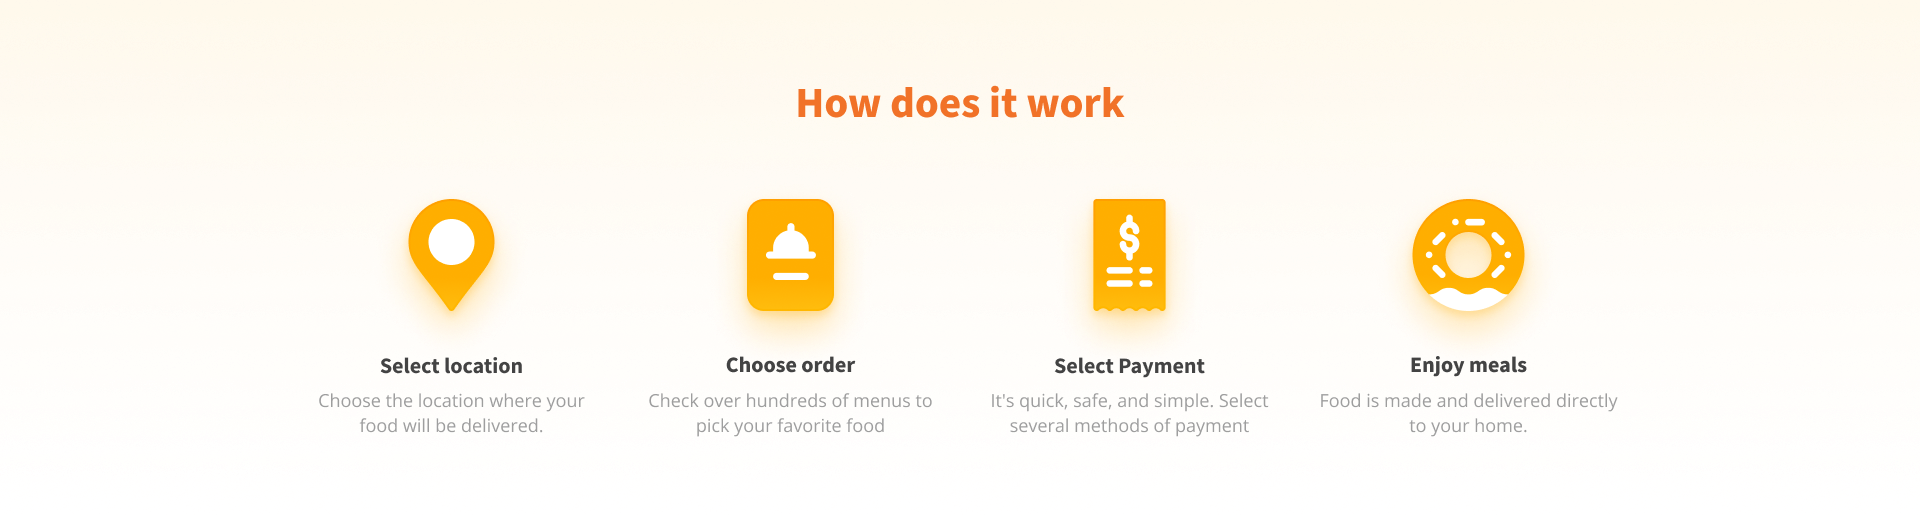 How does it work
Select location
Choose the location where your
food will be delivered.
Choose order
Check over hundreds of menus to
pick your favorite food
$
Select Payment
It's quick, safe, and simple. Select
several methods of payment
Enjoy meals
Food is made and delivered directly
to your home.